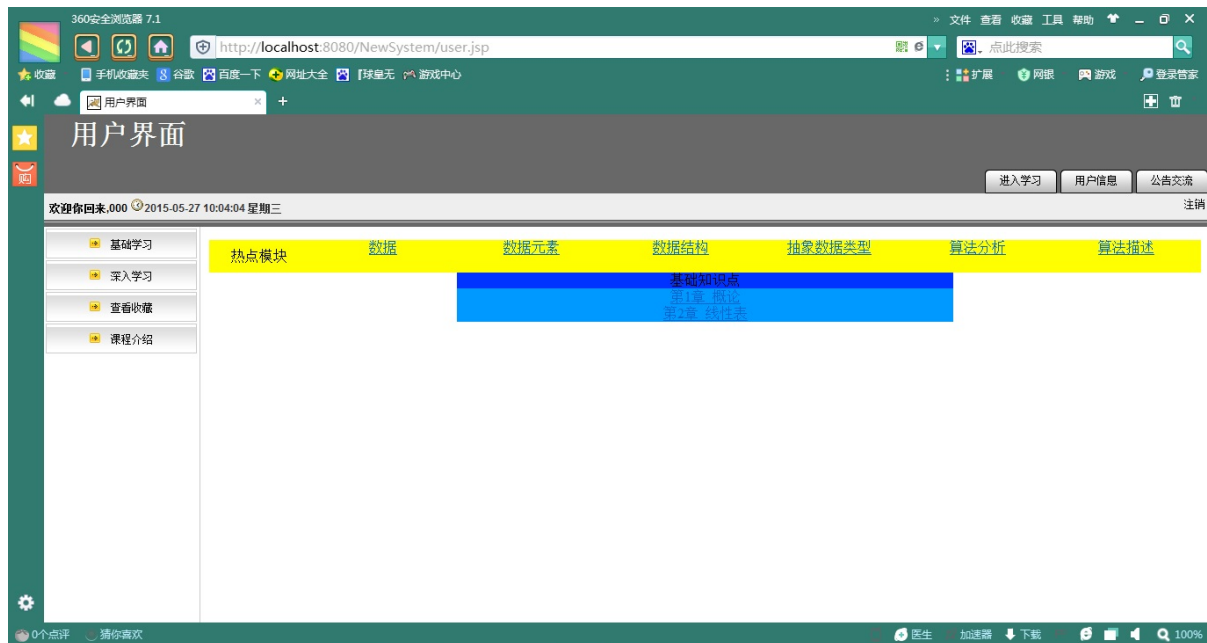 360安全浏览器 7.1
» 文件 查看 收藏 工具 帮助
http://localhost:8080/NewSystem/user.jsp
点此搜索
收藏 手机收藏夹 谷歌 百度一下 网址大全 『球皇无 游戏中心
扩展 网银 游戏 登录管家
用户界面
用户界面
进入学习 用户信息 公告交流
欢迎你回来,000 2015-05-27 10:04:04 星期三
注销
基础学习
深入学习
查看收藏
课程介绍
热点模块 数据 数据元素 数据结构 抽象数据类型 算法分析 算法描述
基础知识点
第1章 概论
第2章 线性表
0个点评 猜你喜欢
医生 加速器 下载 100%